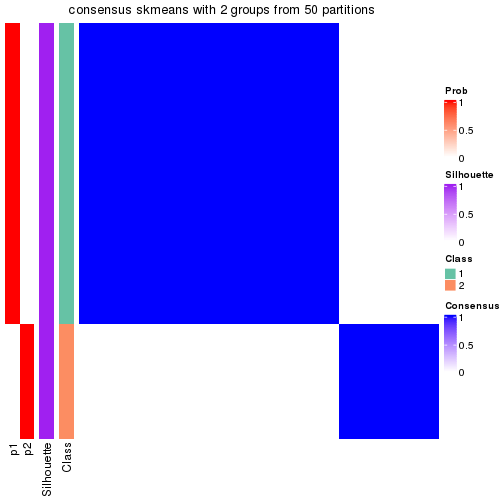 consensus skmeans with 2 groups from 50 partitions
Prob
1
0.5
0
Silhouette
1
0.5
0
Class
1
2
Consensus
1
0.5
0
p1
p2
Silhouette
Class